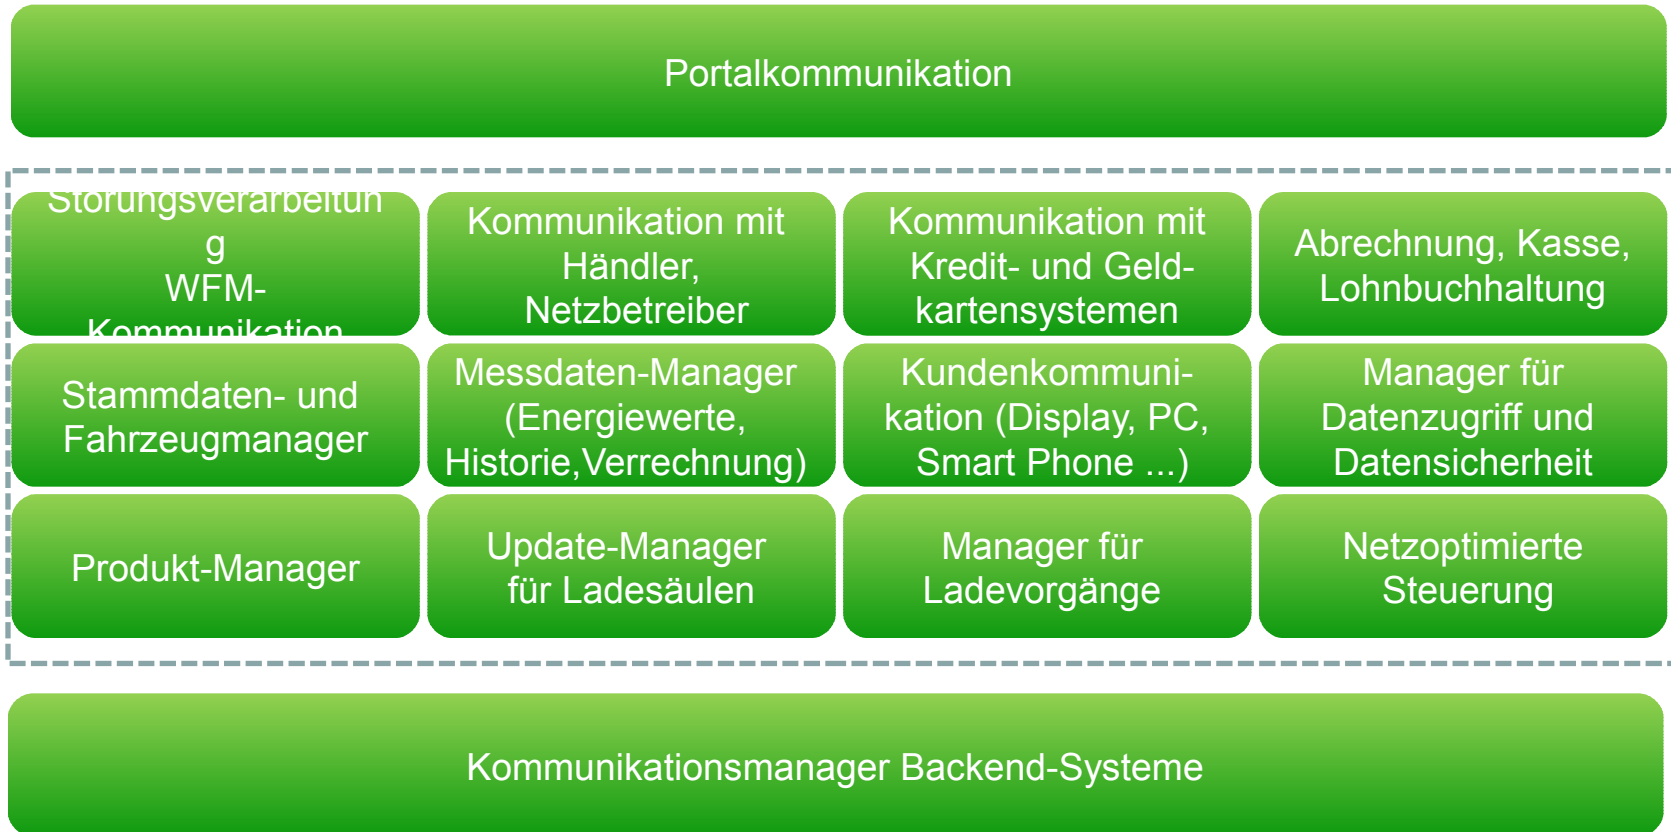 Portalkommunikation
Störungsverarbeitun
g
WFM-
Kommunikation
Kommunikation mit
Händler,
Netzbetreiber
Kommunikation mit
Kredit- und Geld-
kartensystemen
Abrechnung, Kasse,
Lohnbuchhaltung
Stammdaten- und
Fahrzeugmanager
Messdaten-Manager
(Energiewerte,
Historie,Verrechnung)
Kundenkommuni-
kation (Display, PC,
Smart Phone ...)
Manager für
Datenzugriff und
Datensicherheit
Produkt-Manager
Update-Manager
für Ladesäulen
Manager für
Ladevorgänge
Netzoptimierte
Steuerung
Kommunikationsmanager Backend-Systeme